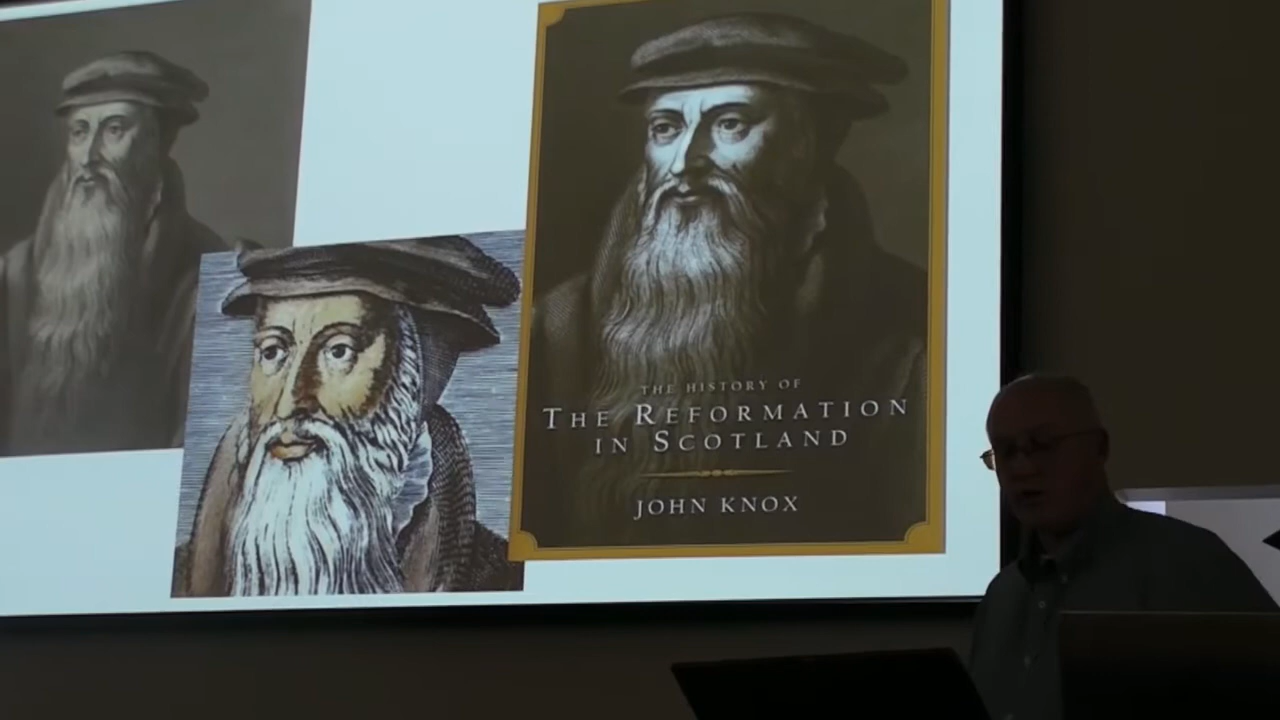 THE HISTORY OF
THE REFORMATION
IN SCOTLAND
JOHN KNOX